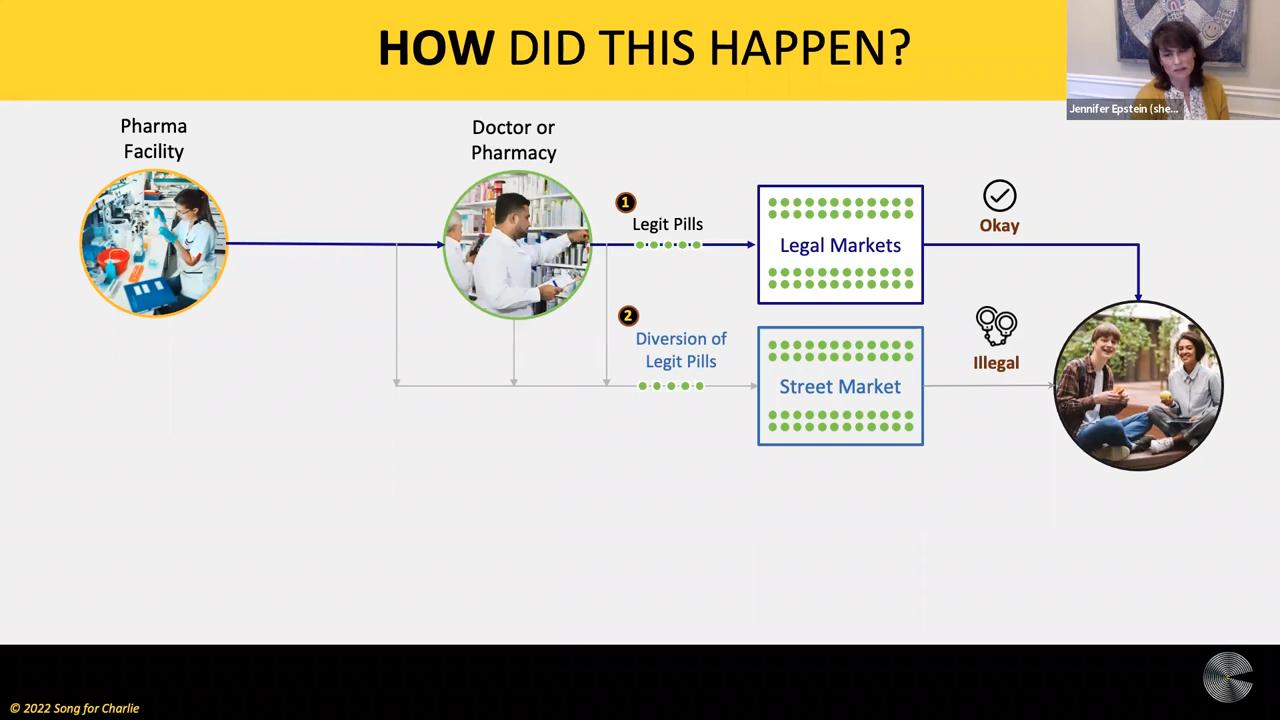 HOW DID THIS HAPPEN?
Jennifer Epstein (she...
Pharma
Facility
Doctor or
Pharmacy
1
Legit Pills
Legal Markets
Okay
2
Diversion of
Legit Pills
Street Market
Illegal
© 2022 Song for Charlie